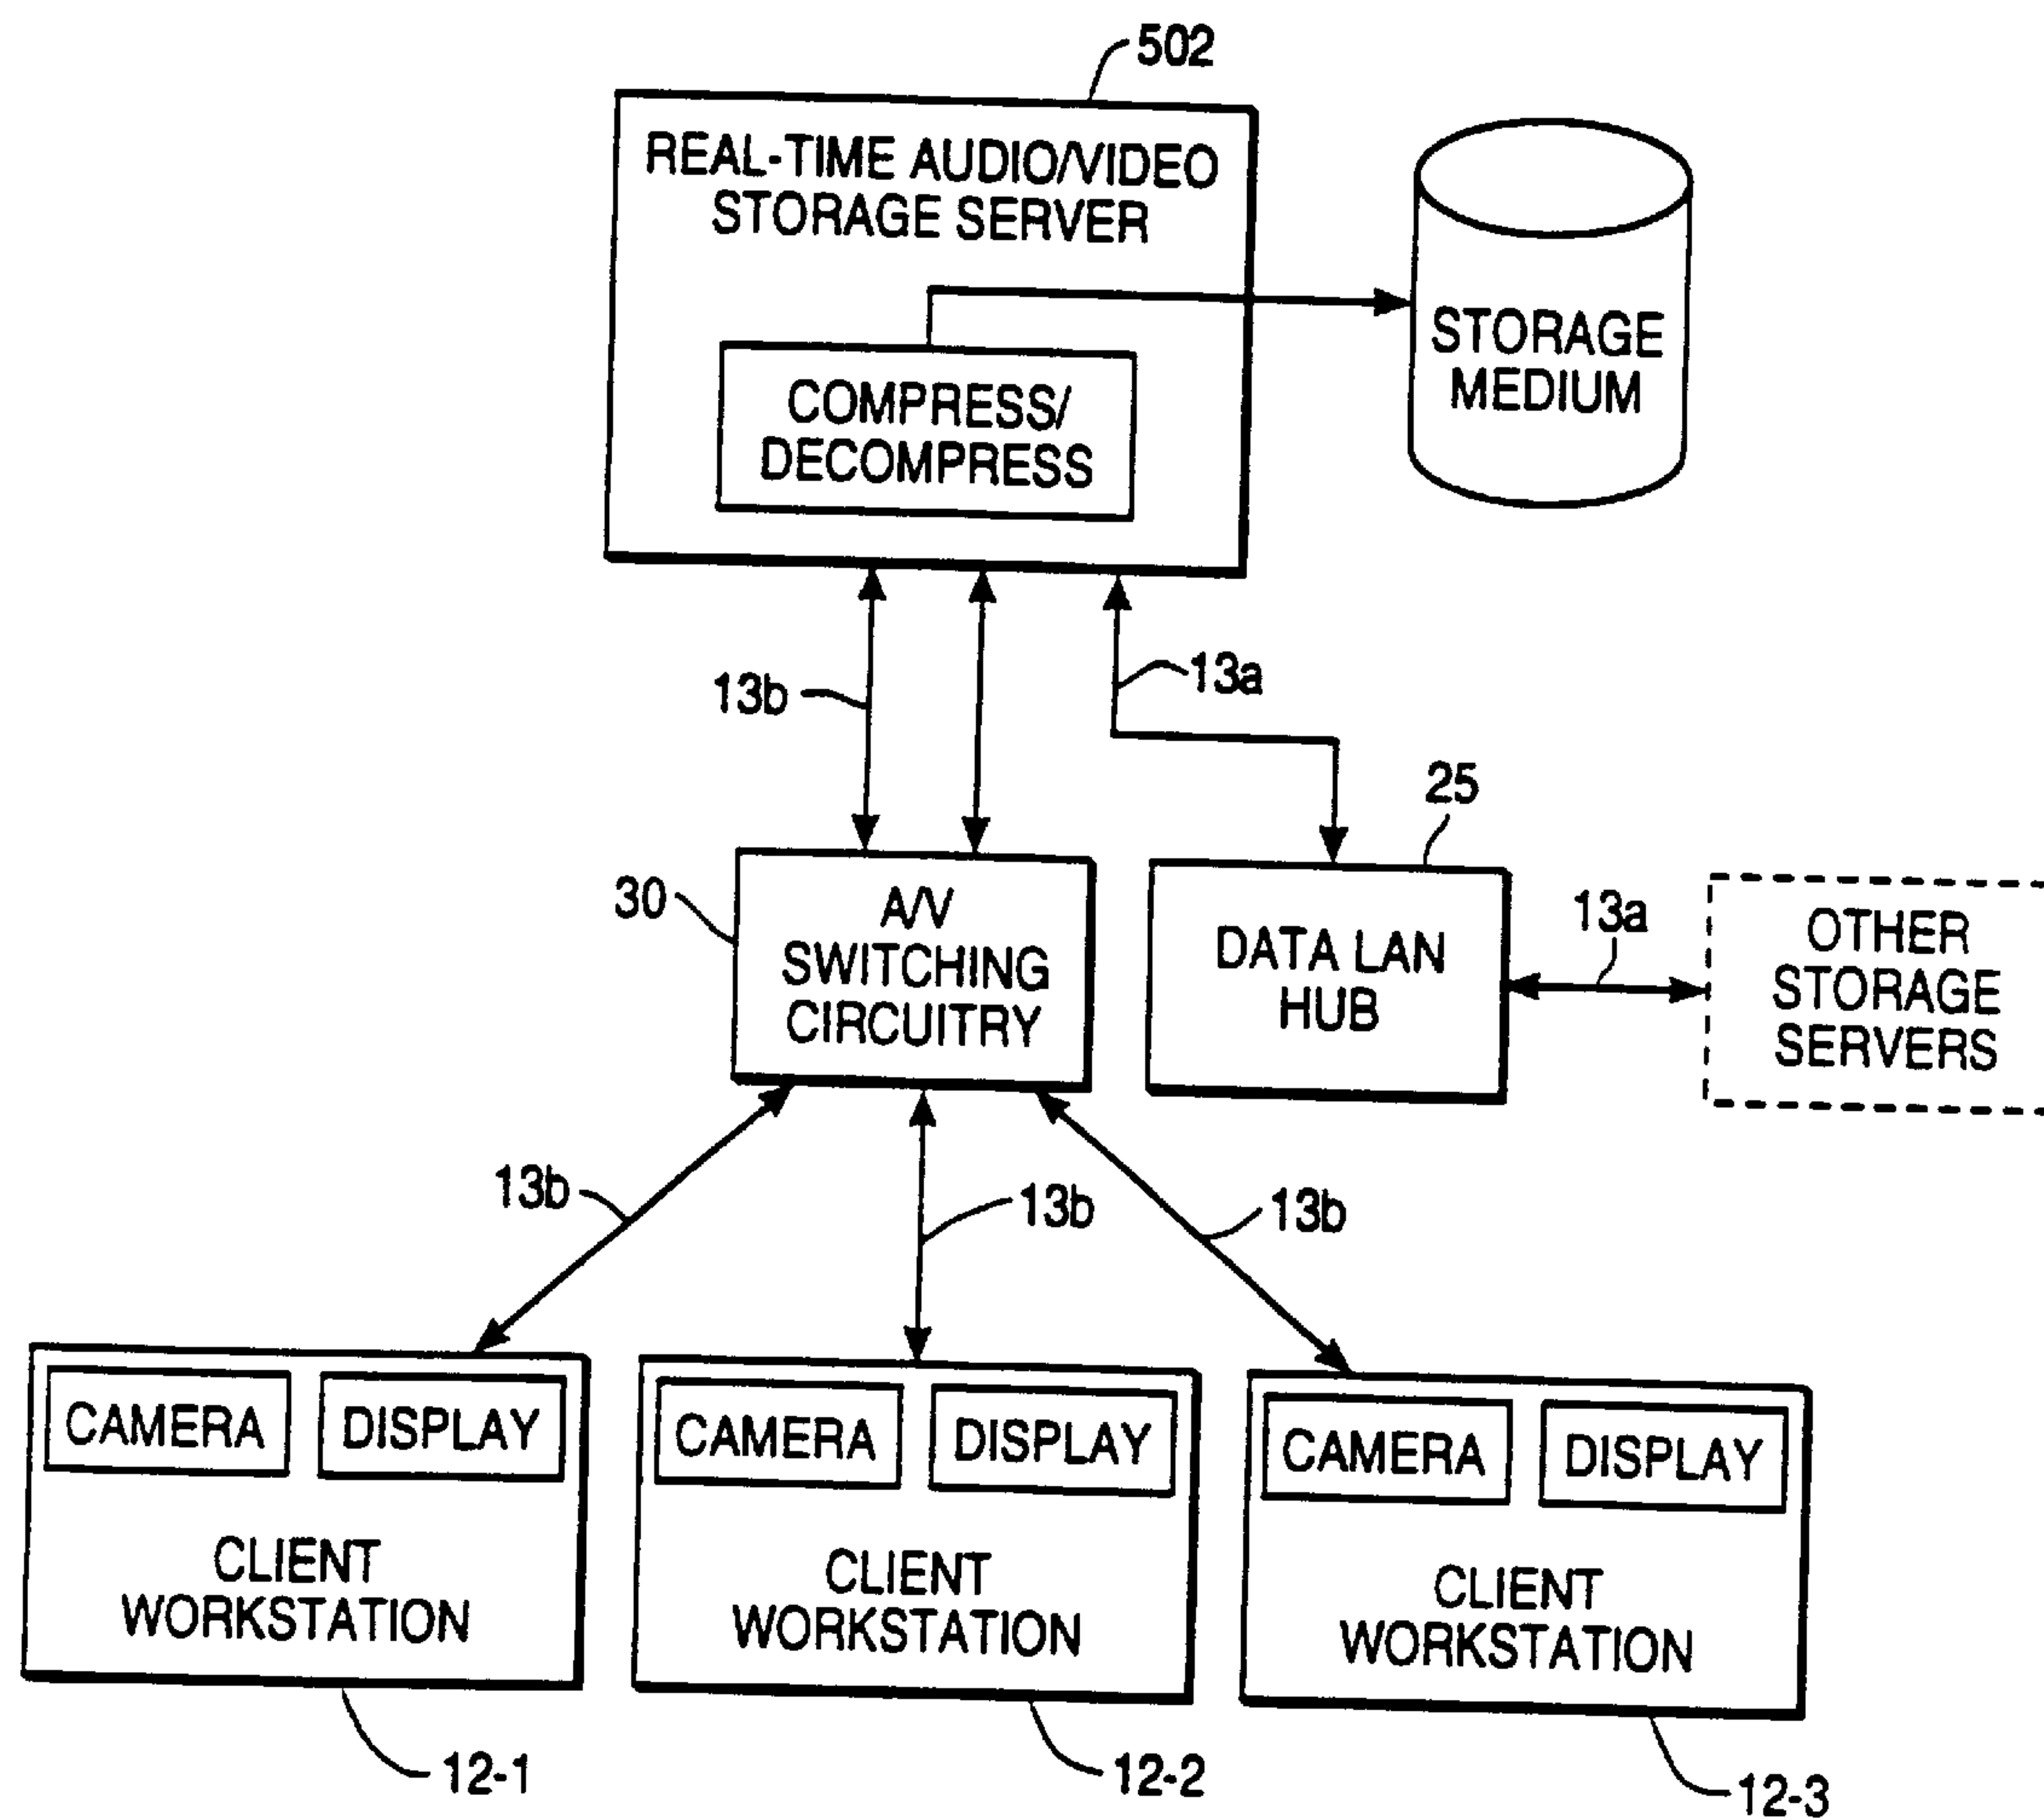 502
REAL-TIME AUDIO/VIDEO
STORAGE SERVER
COMPRESS/
DECOMPRESS
STORAGE
MEDIUM
13b
13a
25
30
A/V
SWITCHING
CIRCUITRY
DATA LAN
HUB
13a
OTHER
STORAGE
SERVERS
13b
13b
13b
CAMERA
DISPLAY
CLIENT
WORKSTATION
CAMERA
DISPLAY
CLIENT
WORKSTATION
CAMERA
DISPLAY
CLIENT
WORKSTATION
12-1
12-2
12-3